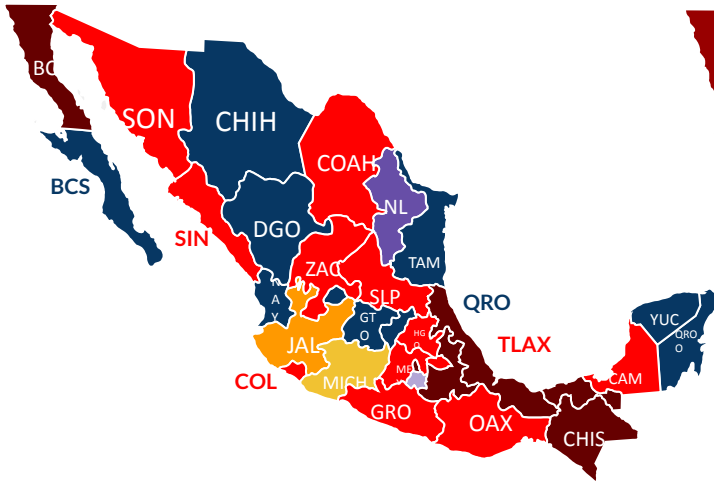 BC
SON
CHIH
COAH
BCS
NL
DGO
SIN
TAM
ZAC
SLP
QRO
A
Y
GT
O
YUC
QRO
O
HG
O
TLAX
JAL
ME
COL
MICH
CAM
GRO
OAX
CHIS